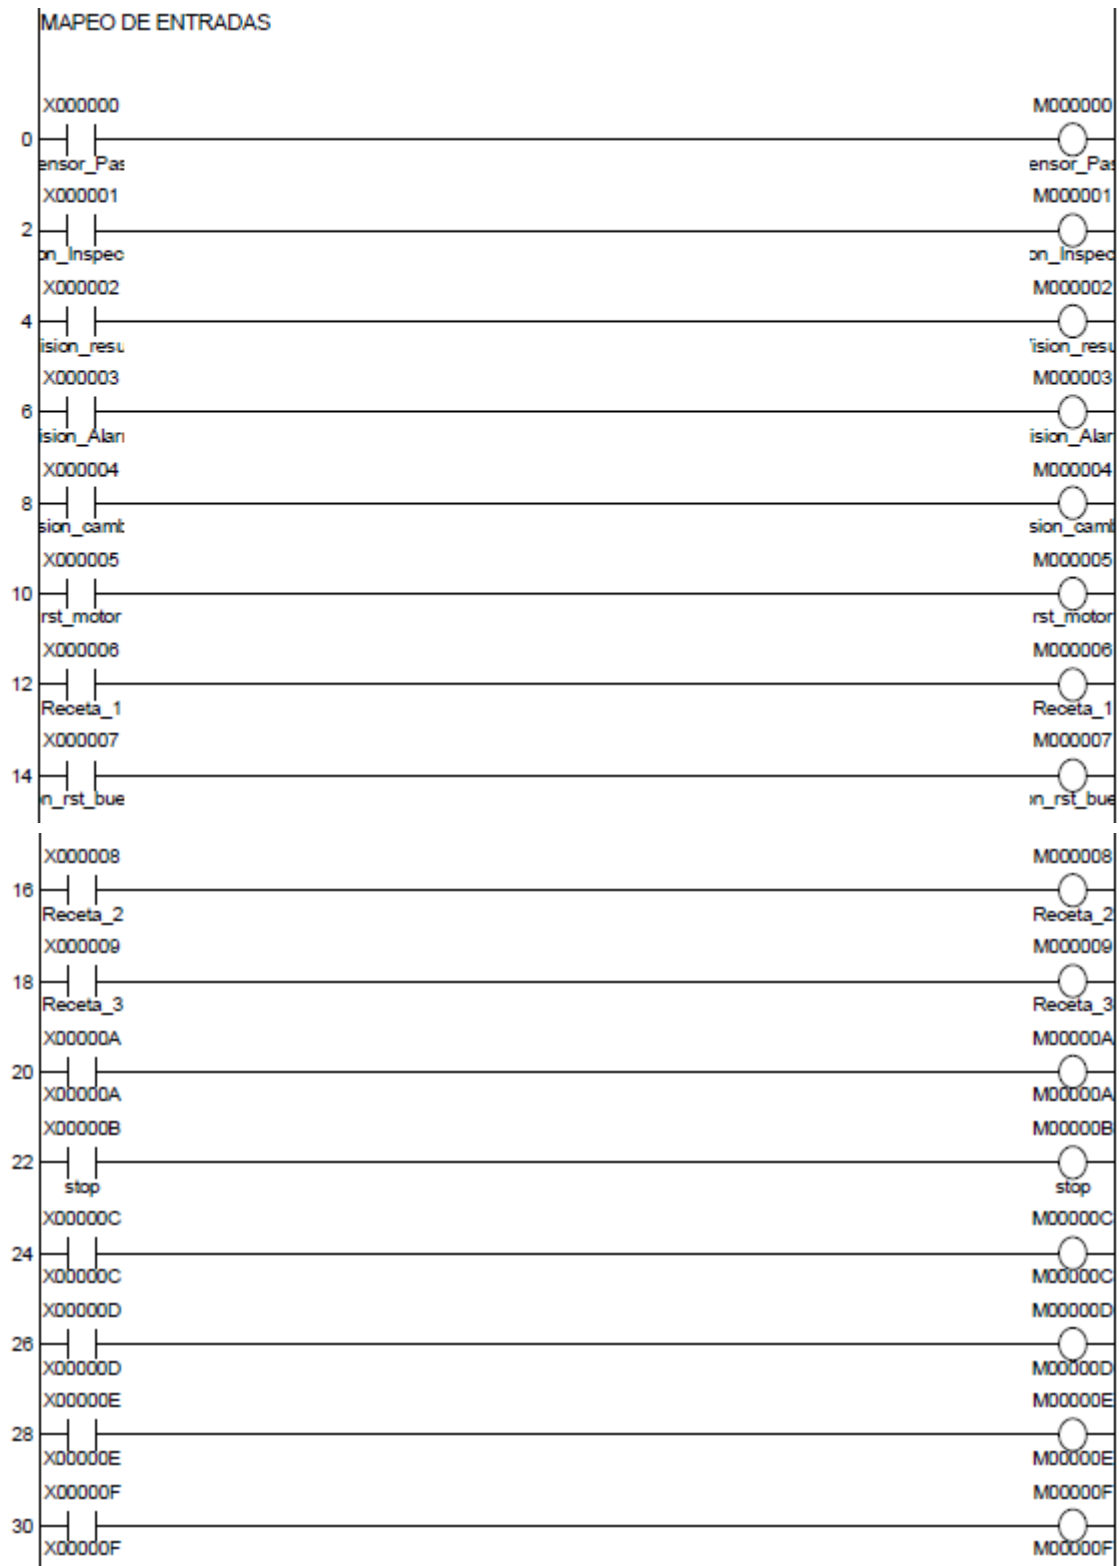 MAPEO DE ENTRADAS
X000000 M000000
0
ensor_Pas ensor_Pas
X000001 M000001
2
on_Inspec on_Inspec
X000002 M000002
4
ision_resu ision_resu
X000003 M000003
6
ision_Alar ision_Alar
X000004 M000004
8
sion_camb sion_camb
X000005 M000005
10
rst_motor rst_motor
X000006 M000006
12
Receta_1 Receta_1
X000007 M000007
14
n_rst_bue on_rst_bue
X000008 M000008
16
Receta_2 Receta_2
X000009 M000009
18
Receta_3 Receta_3
X00000A M00000A
20
X00000A M00000A
X00000B M00000B
22
stop stop
X00000C M00000C
24
X00000C M00000C
X00000D M00000D
26
X00000D M00000D
X00000E M00000E
28
X00000E M00000E
X00000F M00000F
30
X00000F M00000F